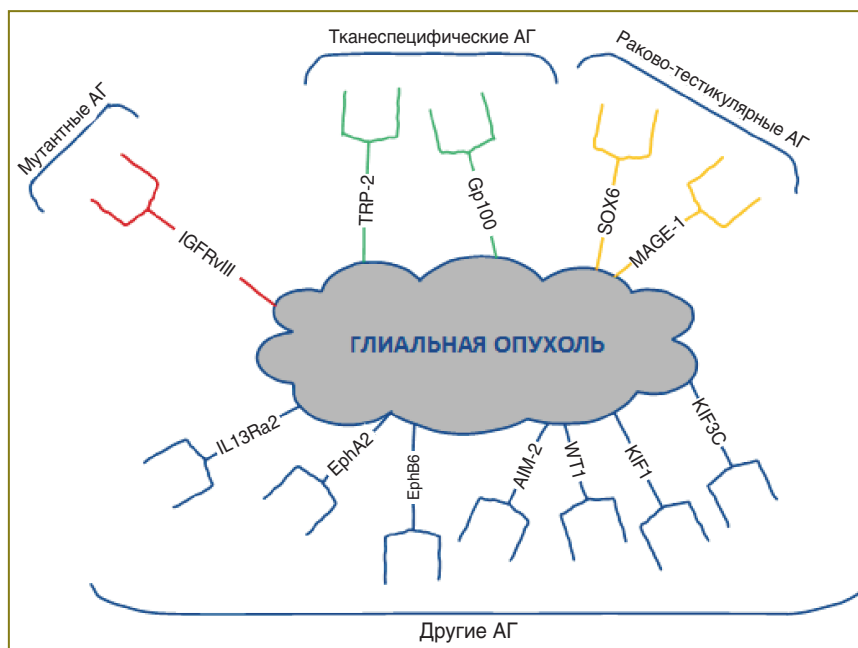 Тканеспецифические АГ
Раково-тестикулярные АГ
Мутантные АГ
TRP-2
Gp100
SOX6
MAGE-1
IGFRvIII
ГЛИАЛЬНАЯ ОПУХОЛЬ
IL13Ra2
EphA2
EphB6
AIM-2
WT1
KIF1
KIF3C
Другие АГ